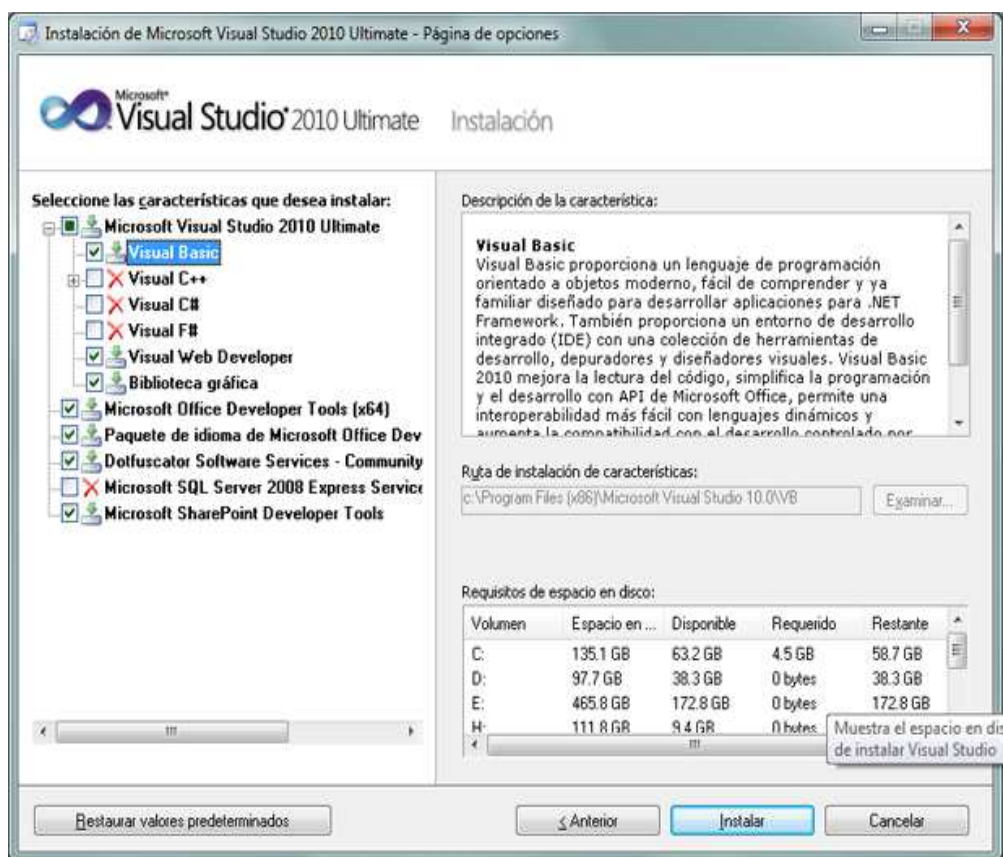 Instalación de Microsoft Visual Studio 2010 Ultimate - Página de opciones
Microsoft®
Visual Studio® 2010 Ultimate Instalación
Seleccione las características que desea instalar:
Microsoft Visual Studio 2010 Ultimate
Visual Basic
Visual C++
Visual C#
Visual F#
Visual Web Developer
Biblioteca gráfica
Microsoft Office Developer Tools (x64)
Paquete de idioma de Microsoft Office Dev
Dotfuscator Software Services - Community
Microsoft SQL Server 2008 Express Service
Microsoft SharePoint Developer Tools
Descripción de la característica:
Visual Basic
Visual Basic proporciona un lenguaje de programación
orientado a objetos moderno, fácil de comprender y ya
familiar diseñado para desarrollar aplicaciones para .NET
Framework. También proporciona un entorno de desarrollo
integrado (IDE) con una colección de herramientas de
desarrollo, depuradores y diseñadores visuales. Visual Basic
2010 mejora la lectura del código, simplifica la programación
y el desarrollo con API de Microsoft Office, permite una
interoperabilidad más fácil con lenguajes dinámicos y
aumenta la compatibilidad con el desarrollo controlado por
Ruta de instalación de características:
c:\Program Files (x86)\Microsoft Visual Studio 10.0\VB
Examinar...
Requisitos de espacio en disco:
Volumen Espacio en ... Disponible Requerido Restante
C: 135.1 GB 63.2 GB 4.5 GB 58.7 GB
D: 97.7 GB 38.3 GB 0 bytes 38.3 GB
E: 465.8 GB 172.8 GB 0 bytes 172.8 GB
H: 111.8 GB 9.4 GB 0 bytes
Muestra el espacio en dis
de instalar Visual Studio
Restaurar valores predeterminados
< Anterior
Instalar
Cancelar